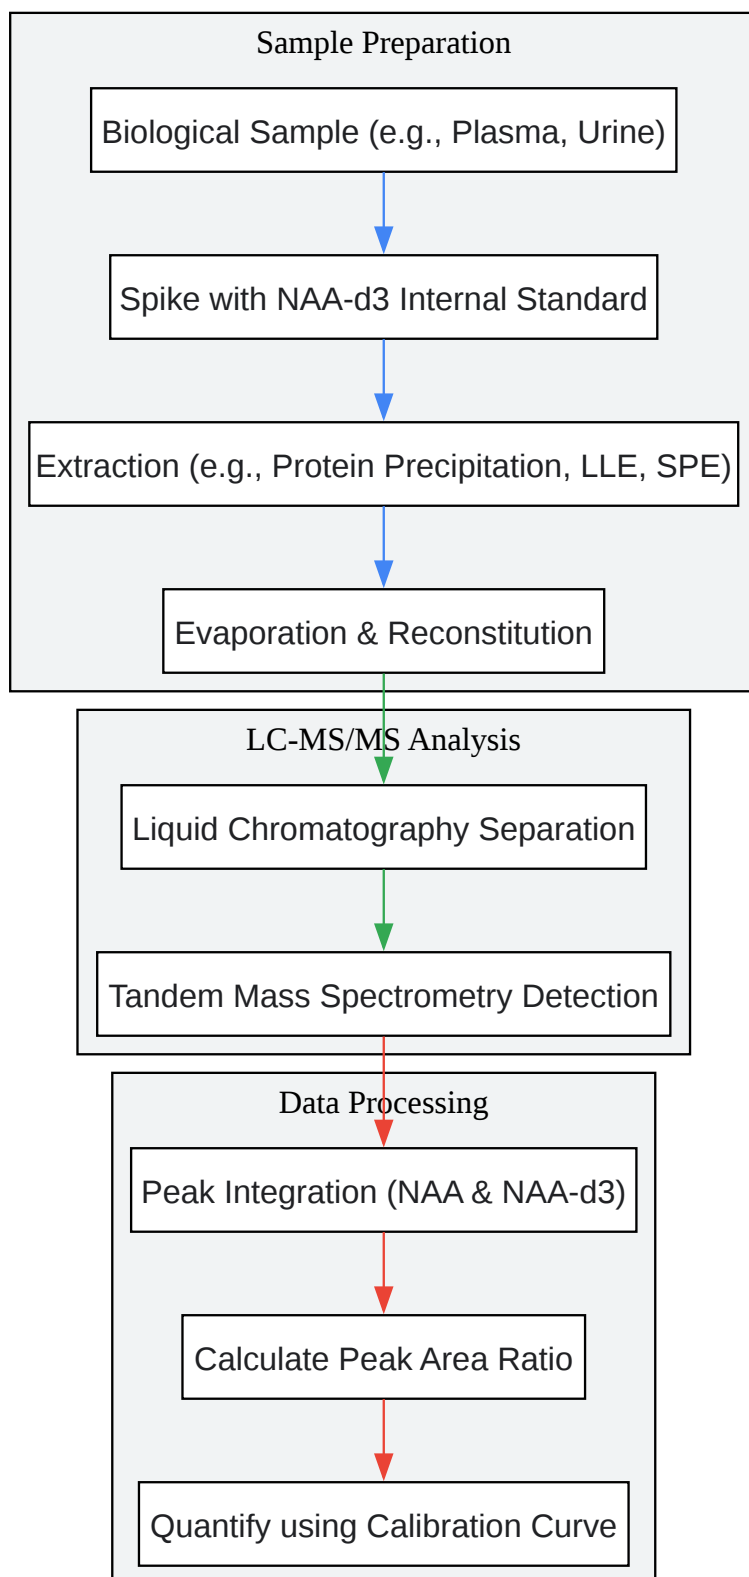 Sample Preparation
Biological Sample (e.g., Plasma, Urine)
Spike with NAA-d3 Internal Standard
Extraction (e.g., Protein Precipitation, LLE, SPE)
Evaporation & Reconstitution
LC-MS/MS Analysis
Liquid Chromatography Separation
Tandem Mass Spectrometry Detection
Data Processing
Peak Integration (NAA & NAA-d3)
Calculate Peak Area Ratio
Quantify using Calibration Curve